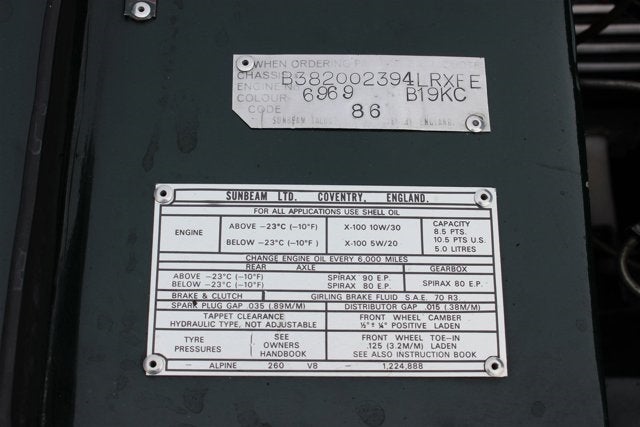 WHEN ORDERING
CHASSIS B382002394LRXFE
ENGINE No 6969 B19KC
COLOUR CODE 86
SUNBEAM ENGLAND.
SUNBEAM LTD. COVENTRY, ENGLAND.
FOR ALL APPLICATIONS USE SHELL OIL
ENGINE
ABOVE –23°C (–10°F) X-100 10W/30
BELOW –23°C (–10°F) X-100 5W/20
CAPACITY
8.5 PTS.
10.5 PTS U.S.
5.0 LITRES
CHANGE ENGINE OIL EVERY 6,000 MILES
REAR AXLE GEARBOX
ABOVE –23°C (–10°F) SPIRAX 90 E.P.
BELOW –23°C (–10°F) SPIRAX 80 E.P.
SPIRAX 80 E.P.
BRAKE & CLUTCH GIRLING BRAKE FLUID S.A.E. 70 R3.
SPARK PLUG GAP .035 (.89M/M) DISTRIBUTOR GAP .015 (.38M/M)
TAPPET CLEARANCE
HYDRAULIC TYPE, NOT ADJUSTABLE
FRONT WHEEL CAMBER
½° ± ¼° POSITIVE LADEN
TYRE
PRESSURES
SEE
OWNERS
HANDBOOK
FRONT WHEEL TOE-IN
.125 (3.2M/M) LADEN
SEE ALSO INSTRUCTION BOOK
ALPINE 260 V8 1,224,888